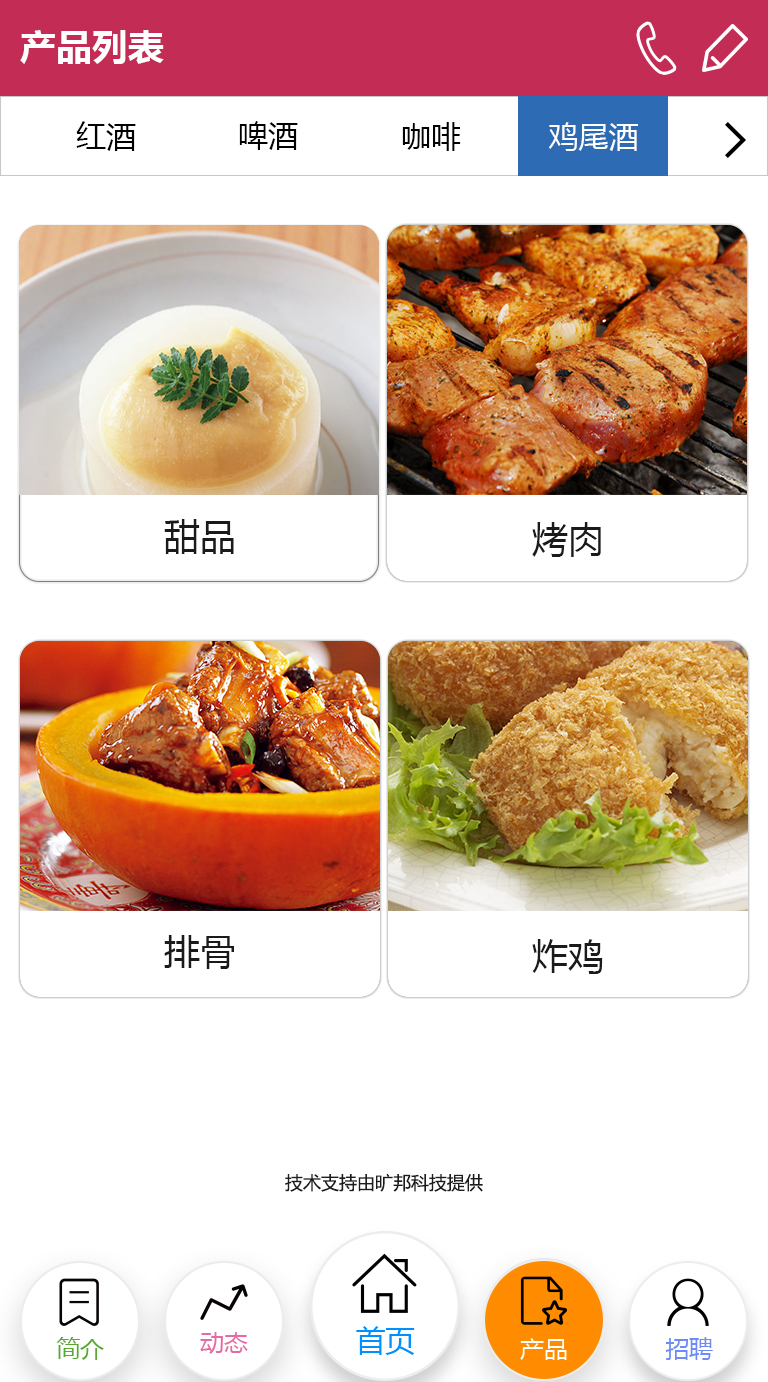 产品列表
红酒 啤酒 咖啡 鸡尾酒
甜品 烤肉
排骨 炸鸡
技术支持由旷邦科技提供
简介 动态 首页 产品 招聘